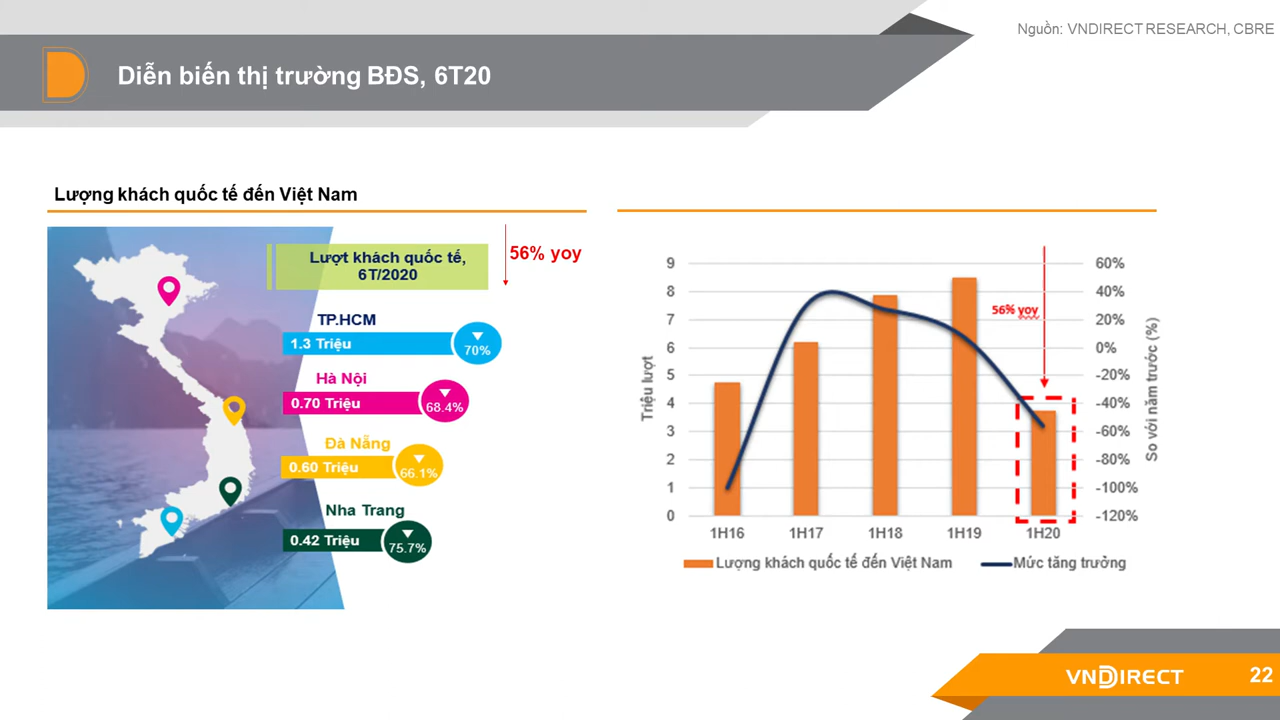 Nguồn: VNDIRECT RESEARCH, CBRE
Diễn biến thị trường BĐS, 6T20
Lượng khách quốc tế đến Việt Nam
Lượt khách quốc tế,
6T/2020
56% yoy
TP.HCM
1.3 Triệu
70%
Hà Nội
0.70 Triệu
68.4%
Đà Nẵng
0.60 Triệu
66.1%
Nha Trang
0.42 Triệu
75.7%
Triệu lượt
9
8
7
6
5
4
3
2
1
0
56% yoy
60%
40%
20%
0%
-20%
-40%
-60%
-80%
-100%
-120%
So với năm trước (%)
1H16 1H17 1H18 1H19 1H20
Lượng khách quốc tế đến Việt Nam
Mức tăng trưởng
VNDIRECT
22